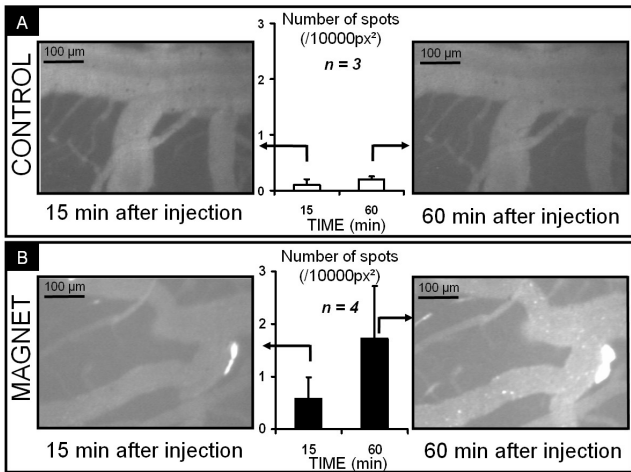 A
CONTROL
100 µm
15 min after injection
Number of spots
(/10000px²)
n = 3
3
2
1
0
15
60
TIME (min)
100 µm
60 min after injection
B
MAGNET
100 µm
15 min after injection
Number of spots
(/10000px²)
n = 4
3
2
1
0
15
60
TIME (min)
100 µm
60 min after injection